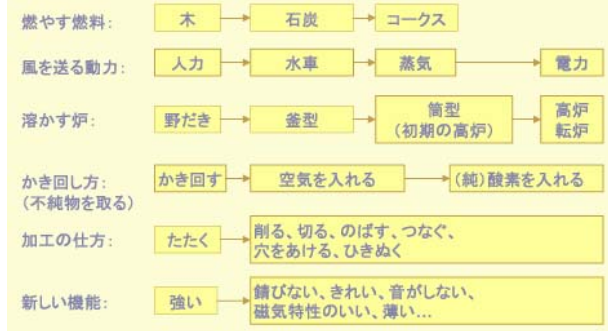 燃やす燃料: 木 石炭 コークス
風を送る動力: 人力 水車 蒸気 電力
溶かす炉: 野だき 釜型 筒型 (初期の高炉) 高炉 転炉
かき回し方: (不純物を取る) かき回す 空気を入れる (純)酸素を入れる
加工の仕方: たたく 削る、切る、のばす、つなぐ、
穴をあける、ひきぬく
新しい機能: 強い 錆びない、きれい、音がしない、
磁気特性のいい、薄い…